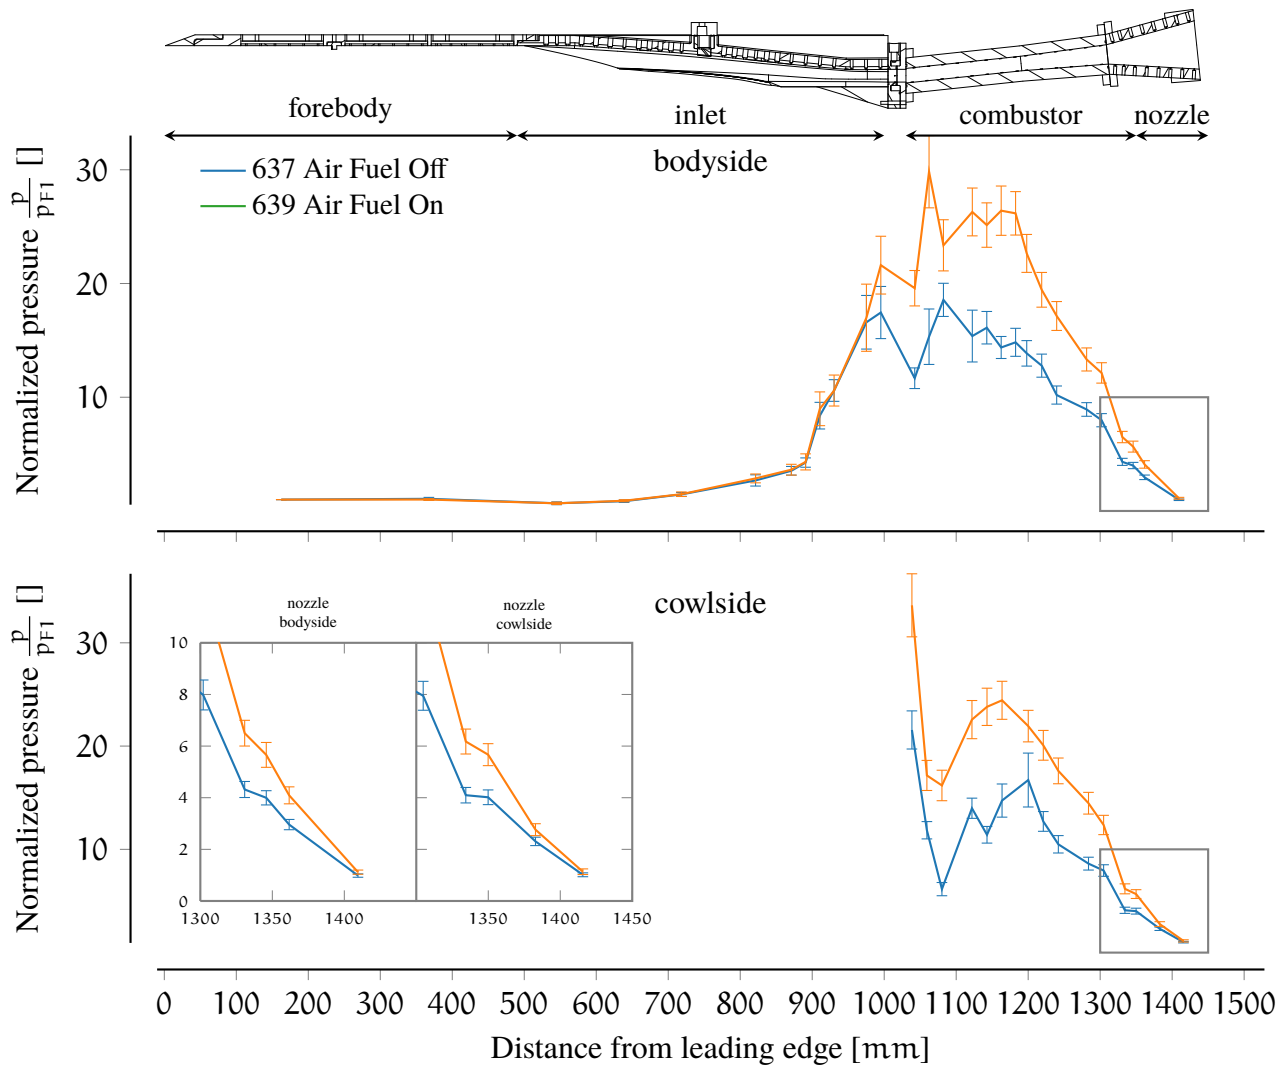 forebody
inlet
combustor
nozzle
bodyside
637 Air Fuel Off
639 Air Fuel On
Normalized pressure p/pF1 []
30
20
10
cowlside
Normalized pressure p/pF1 []
30
20
10
nozzle
bodyside
nozzle
cowlside
10
8
6
4
2
0
1300 1350 1400 1350 1400 1450
0 100 200 300 400 500 600 700 800 900 1000 1100 1200 1300 1400 1500
Distance from leading edge [mm]